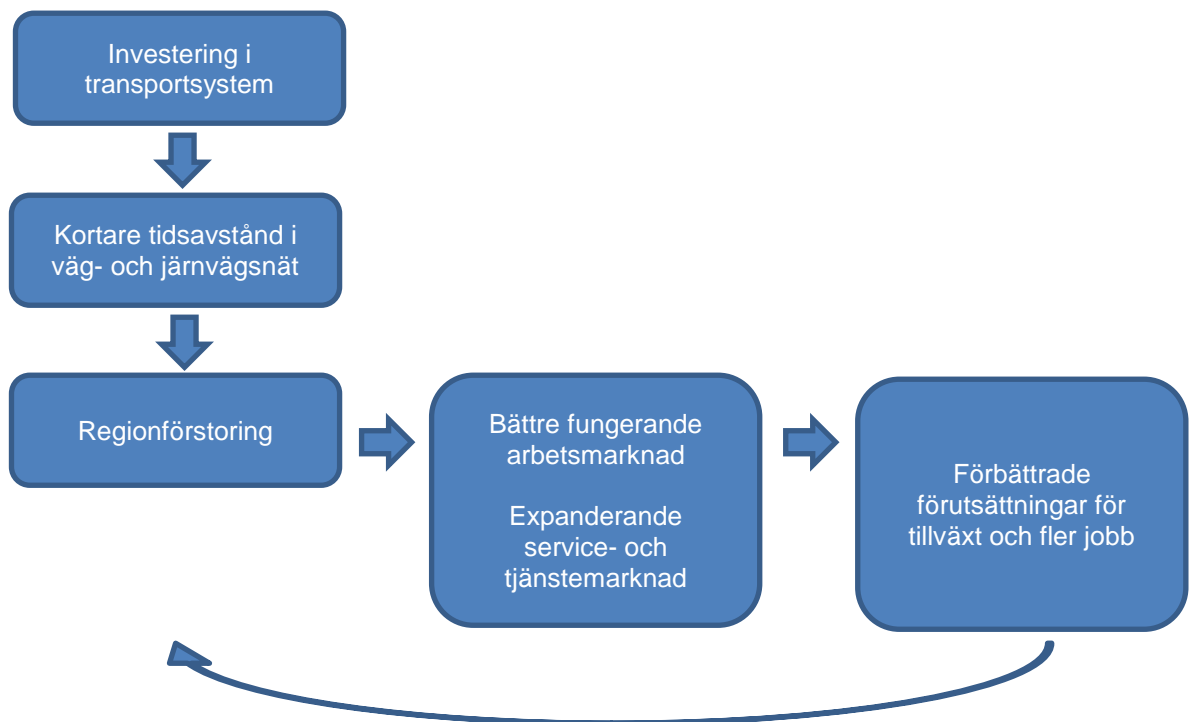 Investering i
transportsystem
Kortare tidsavstånd i
väg- och järnvägsnät
Regionförstoring
Bättre fungerande
arbetsmarknad
Expanderande
service- och
tjänstemarknad
Förbättrade
förutsättningar för
tillväxt och fler jobb